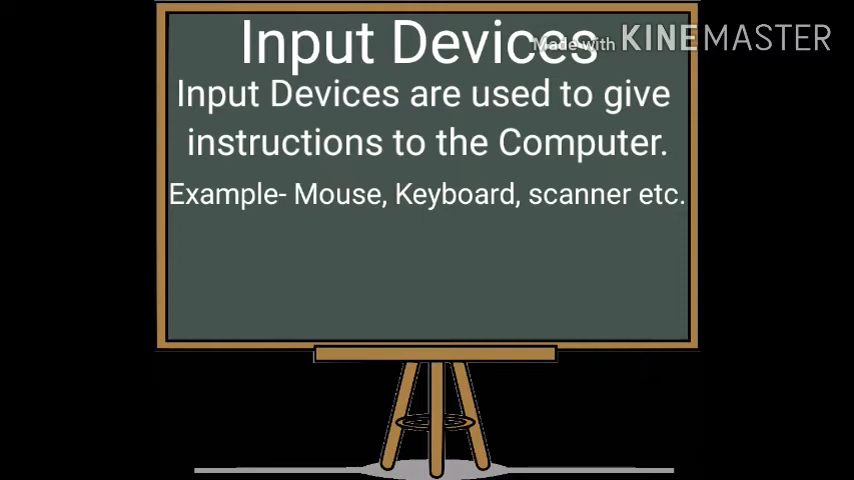 Input Devices
Made with KINEMASTER
Input Devices are used to give
instructions to the Computer.
Example- Mouse, Keyboard, scanner etc.